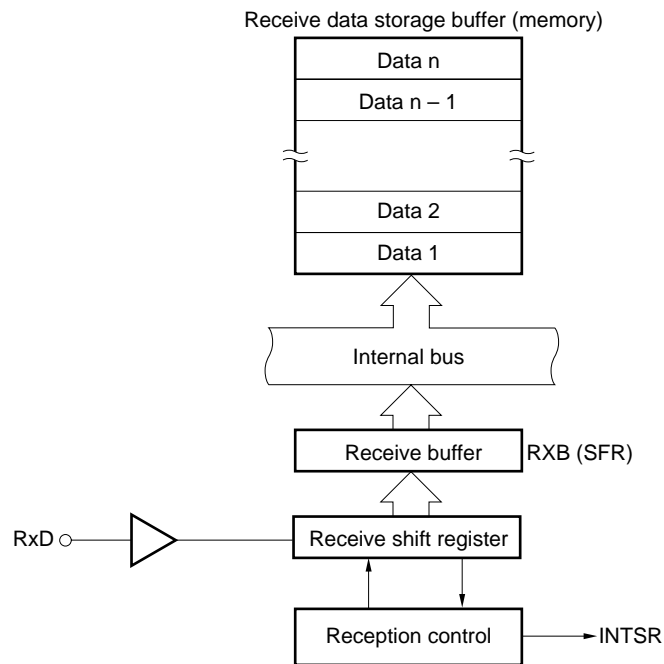 Receive data storage buffer (memory)
Data n
Data n – 1
Data 2
Data 1
Internal bus
Receive buffer
RXB (SFR)
RxD
Receive shift register
Reception control
INTSR